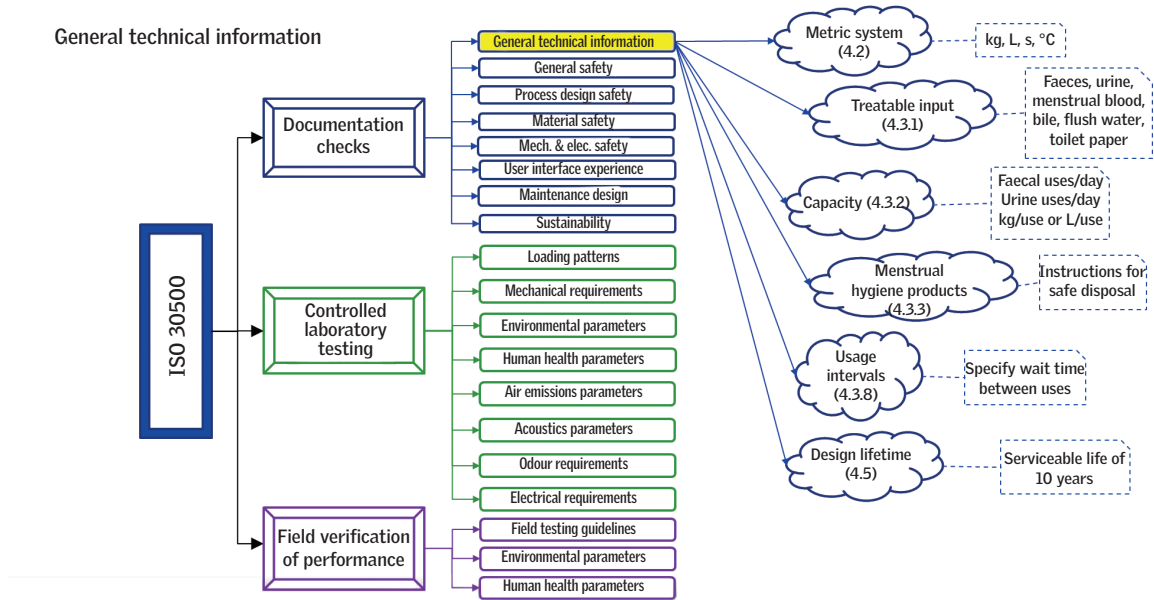 General technical information
ISO 30500
Documentation
checks
General technical information
General safety
Process design safety
Material safety
Mech. & elec. safety
User interface experience
Maintenance design
Sustainability
Controlled
laboratory
testing
Loading patterns
Mechanical requirements
Environmental parameters
Human health parameters
Air emissions parameters
Acoustics parameters
Odour requirements
Electrical requirements
Field verification
of performance
Field testing guidelines
Environmental parameters
Human health parameters
Metric system
(4.2)
kg, L, s, °C
Treatable input
(4.3.1)
Faeces, urine,
menstrual blood,
bile, flush water,
toilet paper
Capacity (4.3.2)
Faecal uses/day
Urine uses/day
kg/use or L/use
Menstrual
hygiene products
(4.3.3)
Instructions for
safe disposal
Usage
intervals
(4.3.8)
Specify wait time
between uses
Design lifetime
(4.5)
Serviceable life of
10 years